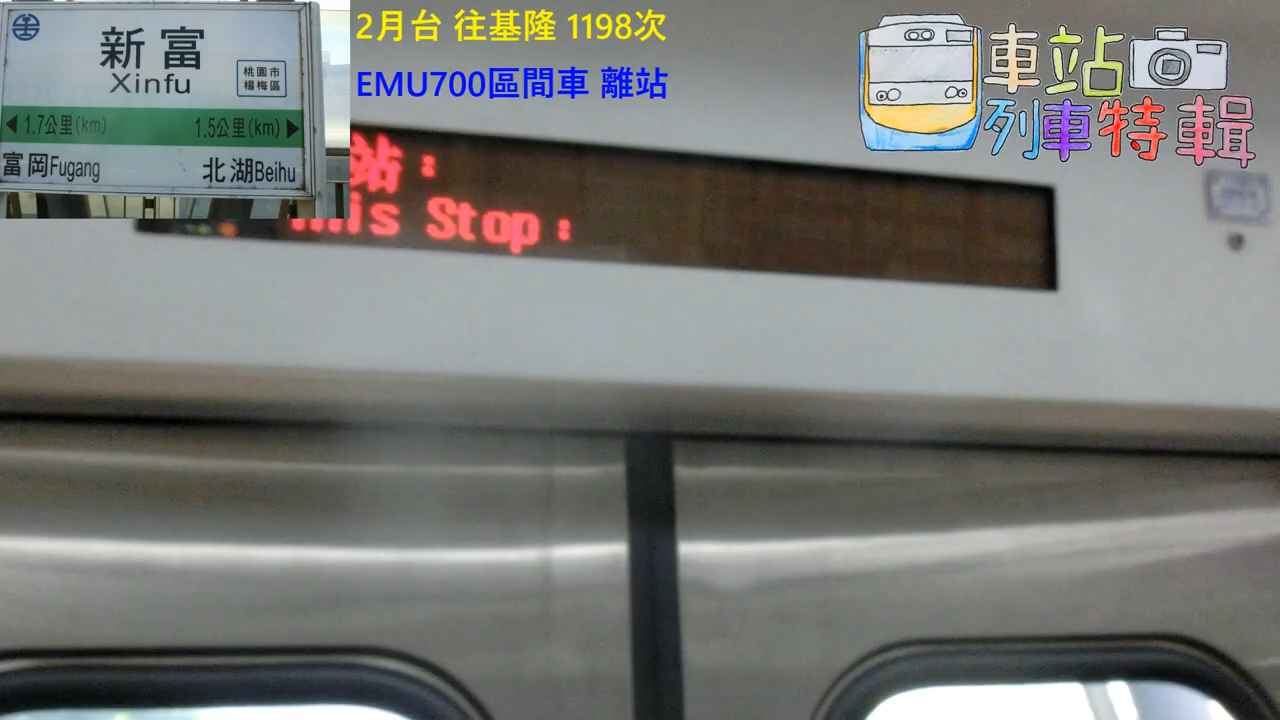 新富
Xinfu
桃園市
楊梅區
1.7公里(km)
1.5公里(km)
富岡Fugang
北湖Beihu
2月台 往基隆 1198次
EMU700區間車 離站
車站
列車特輯
站：
This Stop：